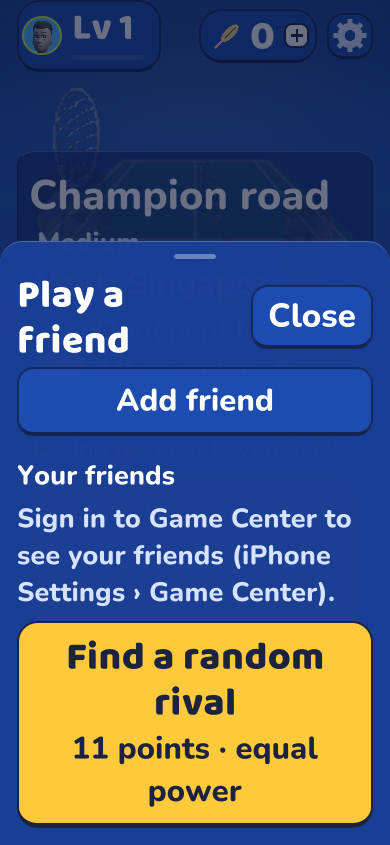 Lv 1
0
Champion road
Medium
Play a
friend
Close
Add friend
Your friends
Sign in to Game Center to
see your friends (iPhone
Settings › Game Center).
Find a random
rival
11 points · equal
power